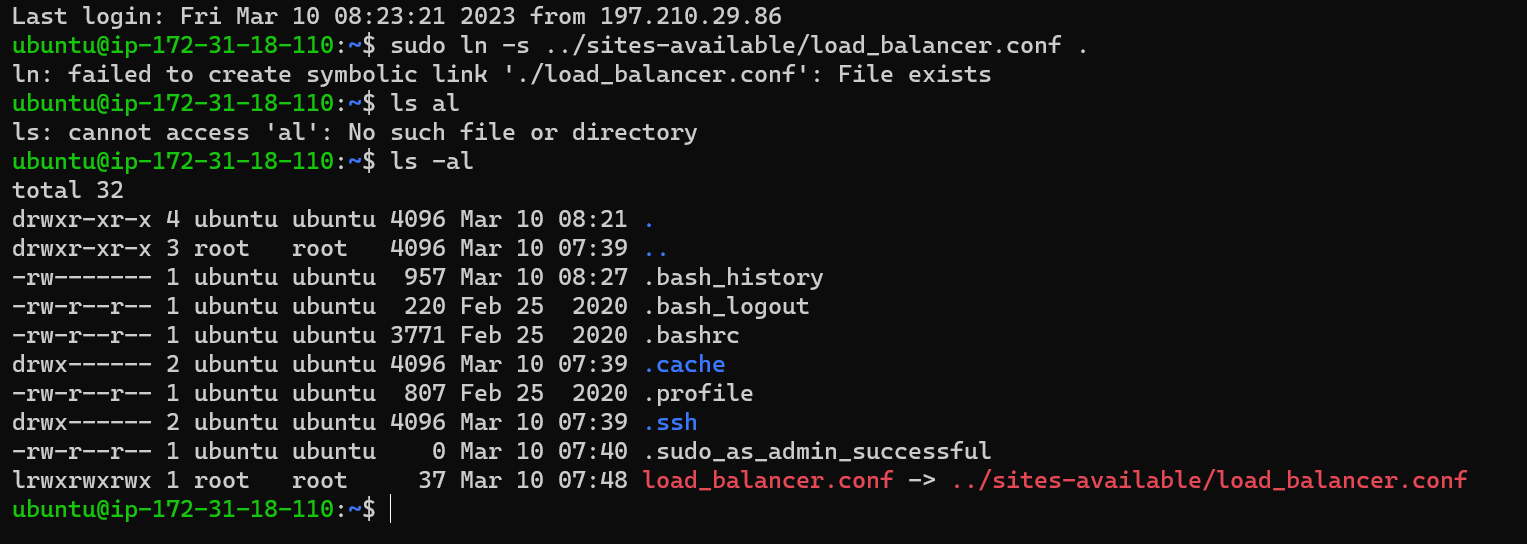 Last login: Fri Mar 10 08:23:21 2023 from 197.210.29.86
ubuntu@ip-172-31-18-110:~$ sudo ln -s ../sites-available/load_balancer.conf .
ln: failed to create symbolic link './load_balancer.conf': File exists
ubuntu@ip-172-31-18-110:~$ ls al
ls: cannot access 'al': No such file or directory
ubuntu@ip-172-31-18-110:~$ ls -al
total 32
drwxr-xr-x 4 ubuntu ubuntu 4096 Mar 10 08:21 .
drwxr-xr-x 3 root   root   4096 Mar 10 07:39 ..
-rw------- 1 ubuntu ubuntu  957 Mar 10 08:27 .bash_history
-rw-r--r-- 1 ubuntu ubuntu  220 Feb 25  2020 .bash_logout
-rw-r--r-- 1 ubuntu ubuntu 3771 Feb 25  2020 .bashrc
drwx------ 2 ubuntu ubuntu 4096 Mar 10 07:39 .cache
-rw-r--r-- 1 ubuntu ubuntu  807 Feb 25  2020 .profile
drwx------ 2 ubuntu ubuntu 4096 Mar 10 07:39 .ssh
-rw-r--r-- 1 ubuntu ubuntu    0 Mar 10 07:40 .sudo_as_admin_successful
lrwxrwxrwx 1 root   root     37 Mar 10 07:48 load_balancer.conf -> ../sites-available/load_balancer.conf
ubuntu@ip-172-31-18-110:~$